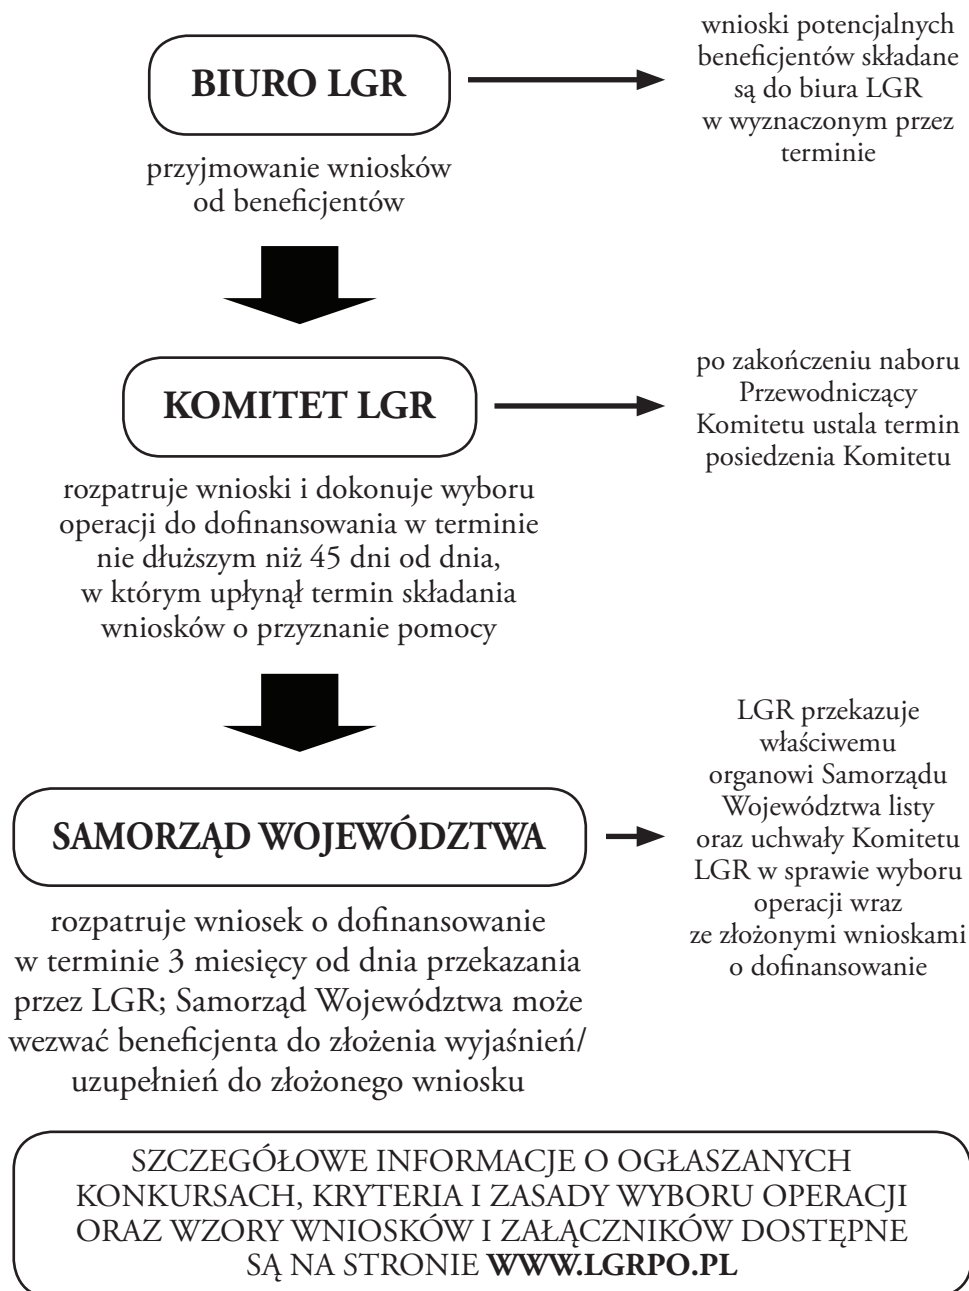 BIURO LGR
wnioski potencjalnych
beneficjentów składane
są do biura LGR
w wyznaczonym przez
terminie
przyjmowanie wniosków
od beneficjentów
KOMITET LGR
po zakończeniu naboru
Przewodniczący
Komitetu ustala termin
posiedzenia Komitetu
rozpatruje wnioski i dokonuje wyboru
operacji do dofinansowania w terminie
nie dłuższym niż 45 dni od dnia,
w którym upłynął termin składania
wniosków o przyznanie pomocy
SAMORZĄD WOJEWÓDZTWA
LGR przekazuje
właściwemu
organowi Samorządu
Województwa listy
oraz uchwały Komitetu
LGR w sprawie wyboru
operacji wraz
ze złożonymi wnioskami
o dofinansowanie
rozpatruje wniosek o dofinansowanie
w terminie 3 miesięcy od dnia przekazania
przez LGR; Samorząd Województwa może
wezwać beneficjenta do złożenia wyjaśnień/
uzupełnień do złożonego wniosku
SZCZEGÓŁOWE INFORMACJE O OGŁASZANYCH
KONKURSACH, KRYTERIA I ZASADY WYBORU OPERACJI
ORAZ WZORY WNIOSKÓW I ZAŁĄCZNIKÓW DOSTĘPNE
SĄ NA STRONIE WWW.LGRPO.PL